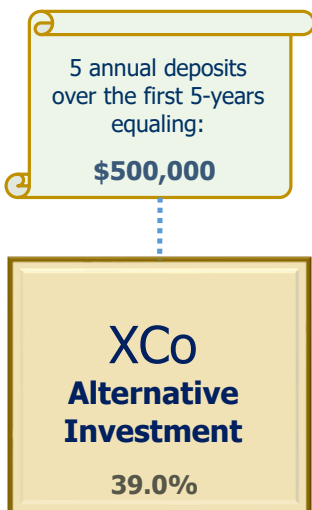 5 annual deposits
over the first 5-years
equaling:
$500,000
XCo
Alternative
Investment
39.0%